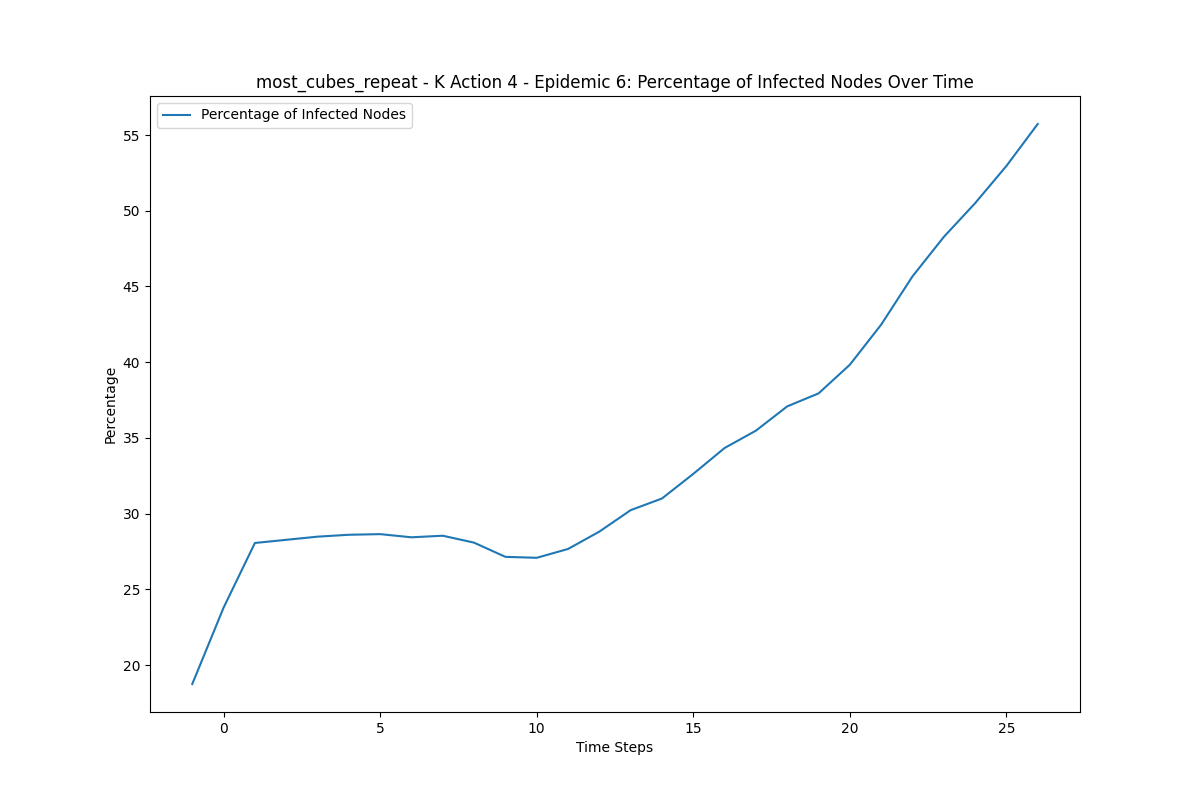 most_cubes_repeat - K Action 4 - Epidemic 6: Percentage of Infected Nodes Over Time
Percentage of Infected Nodes
55
50
45
40
35
30
25
20
Percentage
0 5 10 15 20 25
Time Steps